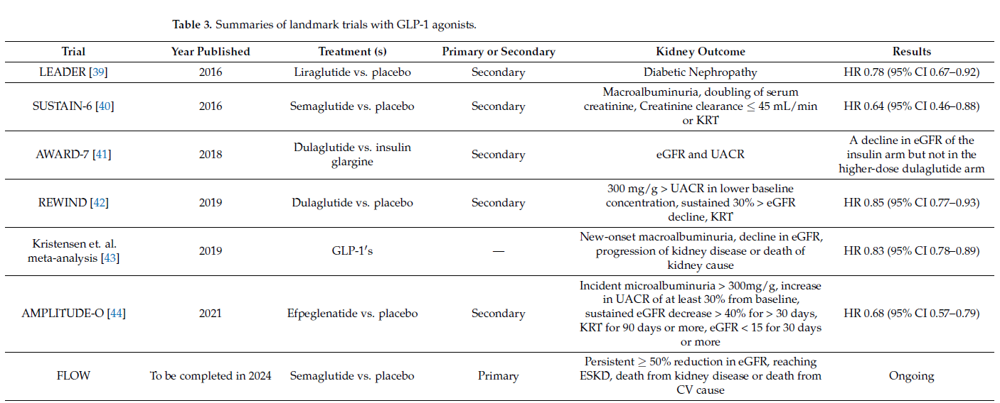 Table 3. Summaries of landmark trials with GLP-1 agonists.
Trial Year Published Treatment (s) Primary or Secondary Kidney Outcome Results
LEADER [39] 2016 Liraglutide vs. placebo Secondary Diabetic Nephropathy HR 0.78 (95% CI 0.67–0.92)
SUSTAIN-6 [40] 2016 Semaglutide vs. placebo Secondary
Macroalbuminuria, doubling of serum
creatinine, Creatinine clearance ≤ 45 mL/min
or KRT
HR 0.64 (95% CI 0.46–0.88)
AWARD-7 [41] 2018
Dulaglutide vs. insulin
glargine
Secondary eGFR and UACR
A decline in eGFR of the
insulin arm but not in the
higher-dose dulaglutide arm
REWIND [42] 2019 Dulaglutide vs. placebo Secondary
300 mg/g > UACR in lower baseline
concentration, sustained 30% > eGFR
decline, KRT
HR 0.85 (95% CI 0.77–0.93)
Kristensen et. al.
meta-analysis [43]
2019 GLP-1′s —
New-onset macroalbuminuria, decline in eGFR,
progression of kidney disease or death of
kidney cause
HR 0.83 (95% CI 0.78–0.89)
AMPLITUDE-O [44] 2021 Efpeglenatide vs. placebo Secondary
Incident microalbuminuria > 300mg/g, increase
in UACR of at least 30% from baseline,
sustained eGFR decrease > 40% for > 30 days,
KRT for 90 days or more, eGFR < 15 for 30 days
or more
HR 0.68 (95% CI 0.57–0.79)
FLOW To be completed in 2024 Semaglutide vs. placebo Primary
Persistent ≥ 50% reduction in eGFR, reaching
ESKD, death from kidney disease or death from
CV cause
Ongoing